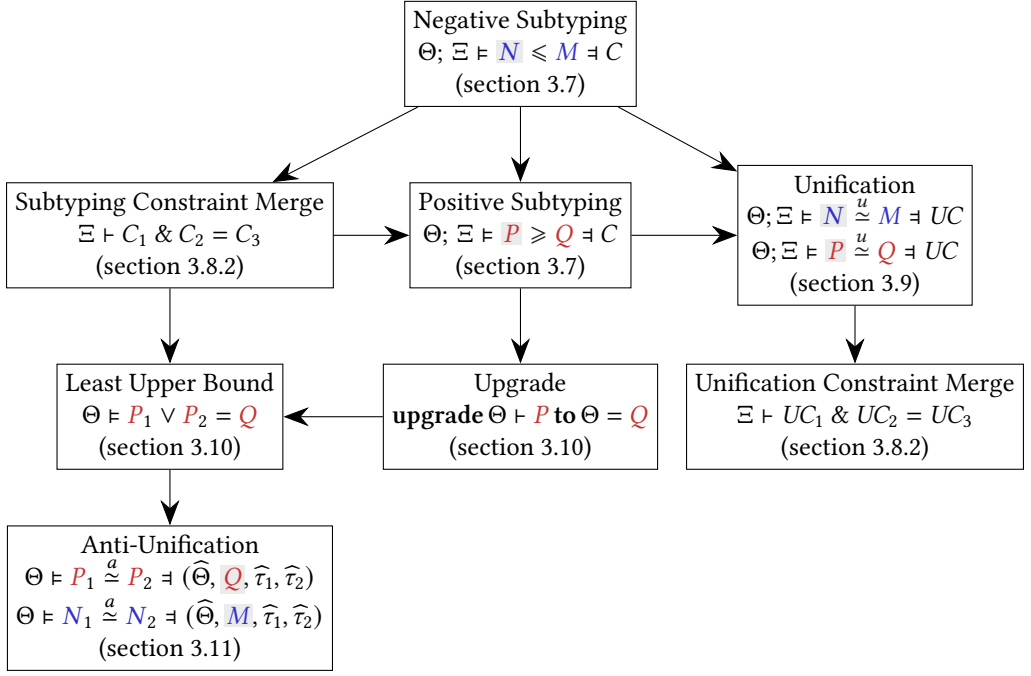 Negative Subtyping
Θ; Ξ ⊨ N ⩽ M ⫤ C
(section 3.7)
Subtyping Constraint Merge
Ξ ⊢ C₁ & C₂ = C₃
(section 3.8.2)
Positive Subtyping
Θ; Ξ ⊨ P ⩾ Q ⫤ C
(section 3.7)
Unification
Θ; Ξ ⊨ N ≃ᵘ M ⫤ UC
Θ; Ξ ⊨ P ≃ᵘ Q ⫤ UC
(section 3.9)
Least Upper Bound
Θ ⊨ P₁ ∨ P₂ = Q
(section 3.10)
Upgrade
upgrade Θ ⊢ P to Θ = Q
(section 3.10)
Unification Constraint Merge
Ξ ⊢ UC₁ & UC₂ = UC₃
(section 3.8.2)
Anti-Unification
Θ ⊨ P₁ ≃ᵃ P₂ ⫤ (Θ̂, Q, τ̂₁, τ̂₂)
Θ ⊨ N₁ ≃ᵃ N₂ ⫤ (Θ̂, M, τ̂₁, τ̂₂)
(section 3.11)